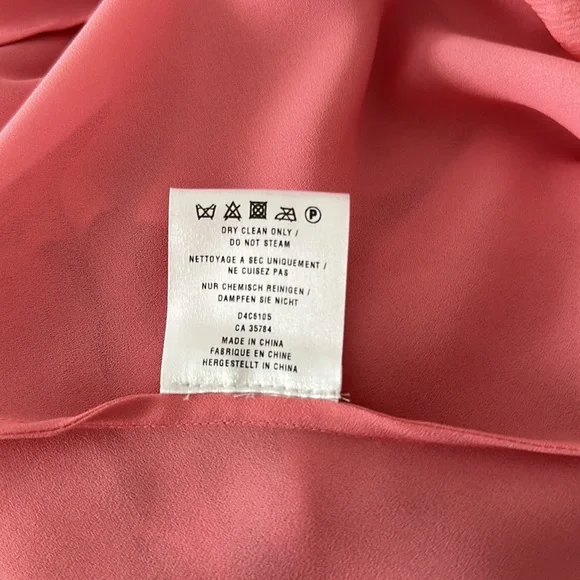 P
DRY CLEAN ONLY /
DO NOT STEAM
NETTOYAGE A SEC UNIQUEMENT /
NE CUISEZ PAS
NUR CHEMISCH REINIGEN /
DAMPFEN SIE NICHT
D4C6105
CA 35784
MADE IN CHINA
FABRIQUE EN CHINE
HERGESTELLT IN CHINA